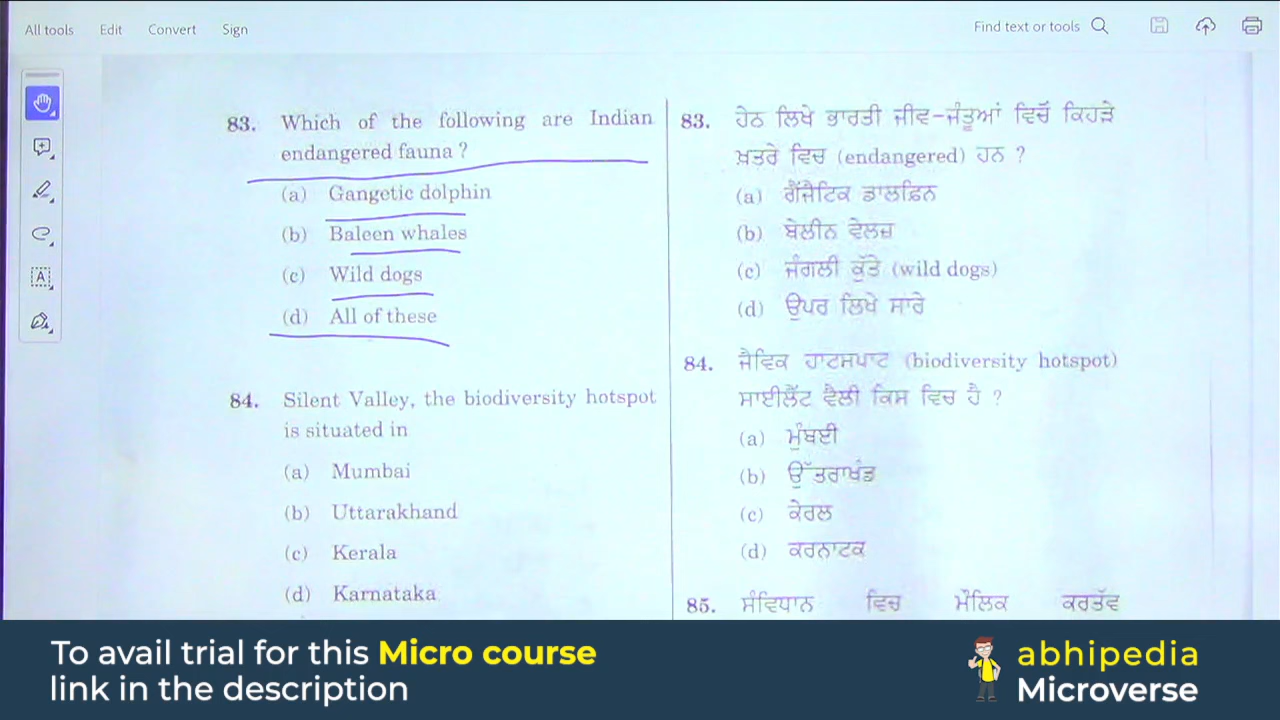 All tools Edit Convert Sign Find text or tools
83. Which of the following are Indian
endangered fauna ?
(a) Gangetic dolphin
(b) Baleen whales
(c) Wild dogs
(d) All of these
84. Silent Valley, the biodiversity hotspot
is situated in
(a) Mumbai
(b) Uttarakhand
(c) Kerala
(d) Karnataka
83. ਹੇਠ ਲਿਖੇ ਭਾਰਤੀ ਜੀਵ-ਜੰਤੂਆਂ ਵਿਚੋਂ ਕਿਹੜੇ
ਖ਼ਤਰੇ ਵਿਚ (endangered) ਹਨ ?
(a) ਗੈਂਜੈਟਿਕ ਡਾਲਫ਼ਿਨ
(b) ਬੇਲੀਨ ਵੇਲਜ਼
(c) ਜੰਗਲੀ ਕੁੱਤੇ (wild dogs)
(d) ਉਪਰ ਲਿਖੇ ਸਾਰੇ
84. ਜੈਵਿਕ ਹਾਟਸਪਾਟ (biodiversity hotspot)
ਸਾਈਲੈਂਟ ਵੈਲੀ ਕਿਸ ਵਿਚ ਹੈ ?
(a) ਮੁੰਬਈ
(b) ਉੱਤਰਾਖੰਡ
(c) ਕੇਰਲ
(d) ਕਰਨਾਟਕ
85. ਸੰਵਿਧਾਨ ਵਿਚ ਮੌਲਿਕ ਕਰਤੱਵ
To avail trial for this Micro course
link in the description
abhipedia
Microverse